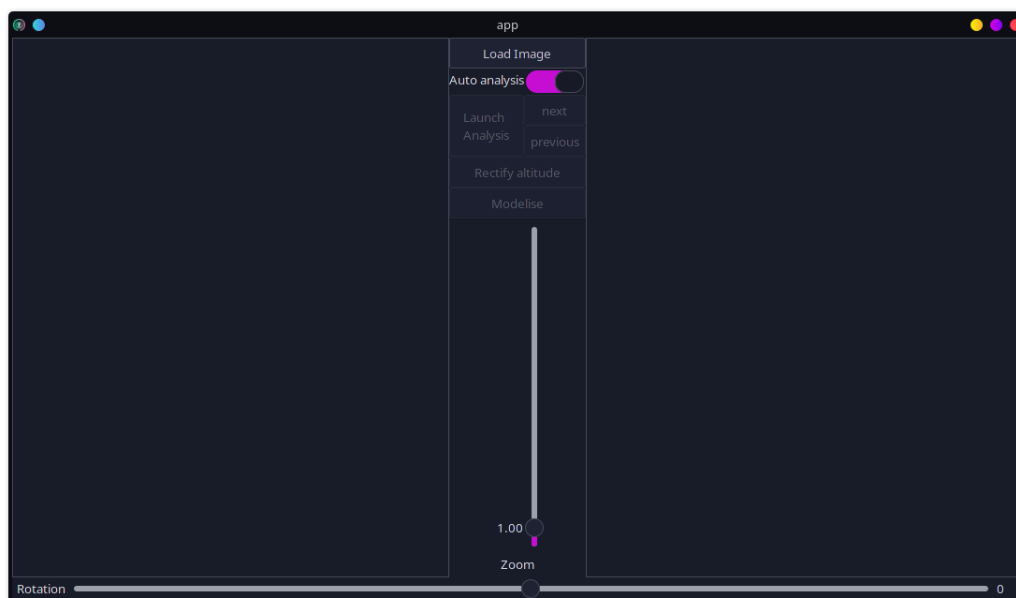 app
Load Image
Auto analysis
Launch
Analysis
next
previous
Rectify altitude
Modelise
1.00
Zoom
Rotation 0